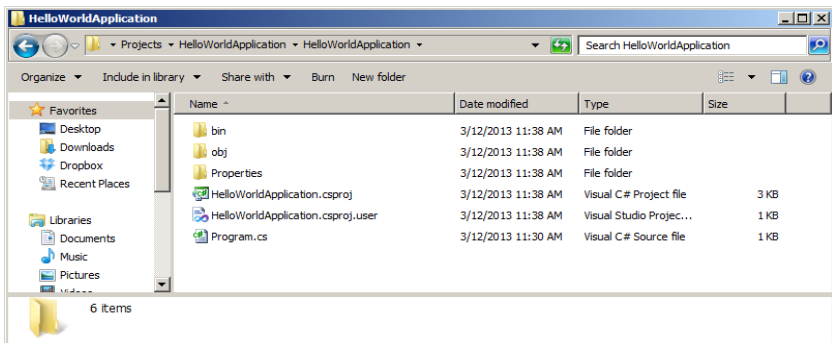 HelloWorldApplication
Projects HelloWorldApplication HelloWorldApplication Search HelloWorldApplication
Organize Include in library Share with Burn New folder
Name Date modified Type Size
Favorites
Desktop
Downloads
Dropbox
Recent Places
Libraries
Documents
Music
Pictures
bin 3/12/2013 11:38 AM File folder
obj 3/12/2013 11:38 AM File folder
Properties 3/12/2013 11:38 AM File folder
HelloWorldApplication.csproj 3/12/2013 11:38 AM Visual C# Project file 3 KB
HelloWorldApplication.csproj.user 3/12/2013 11:38 AM Visual Studio Projec... 1 KB
Program.cs 3/12/2013 11:30 AM Visual C# Source file 1 KB
6 items